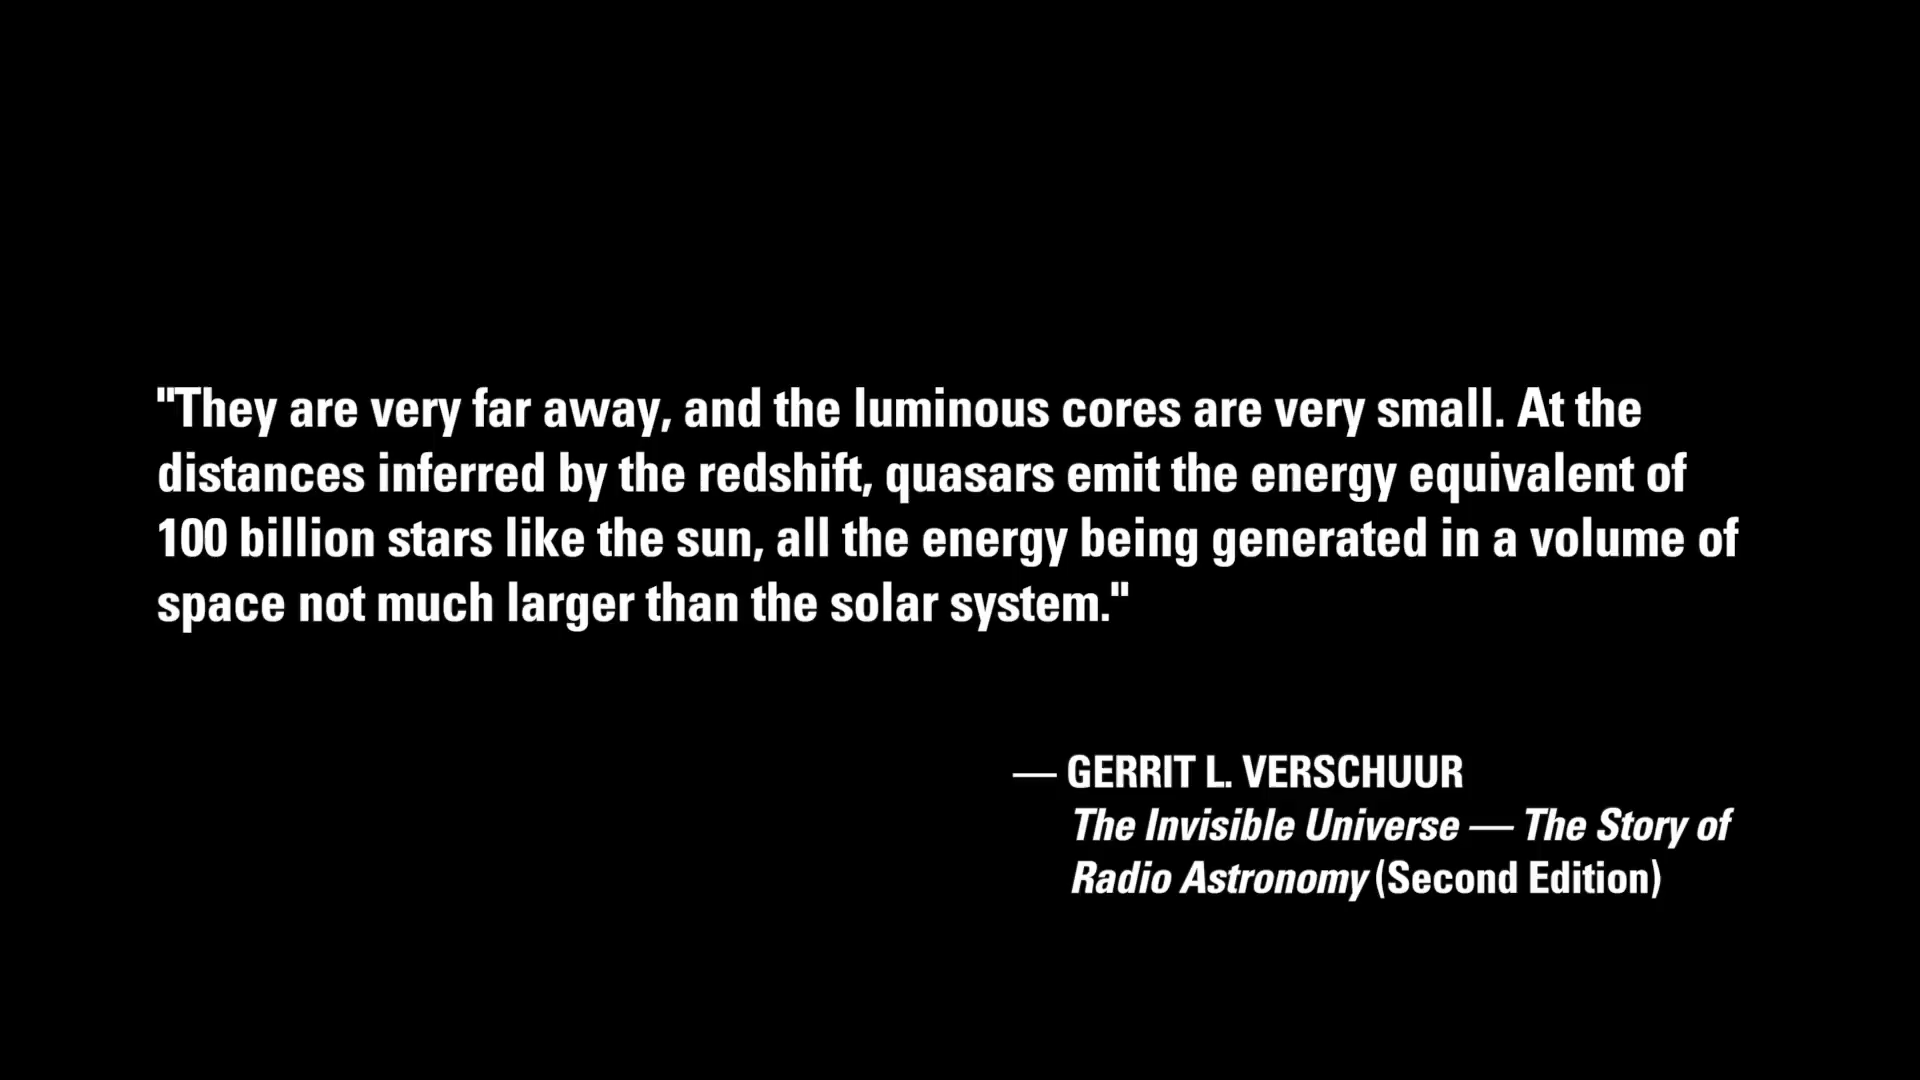 "They are very far away, and the luminous cores are very small. At the
distances inferred by the redshift, quasars emit the energy equivalent of
100 billion stars like the sun, all the energy being generated in a volume of
space not much larger than the solar system."
— GERRIT L. VERSCHUUR
The Invisible Universe — The Story of
Radio Astronomy (Second Edition)